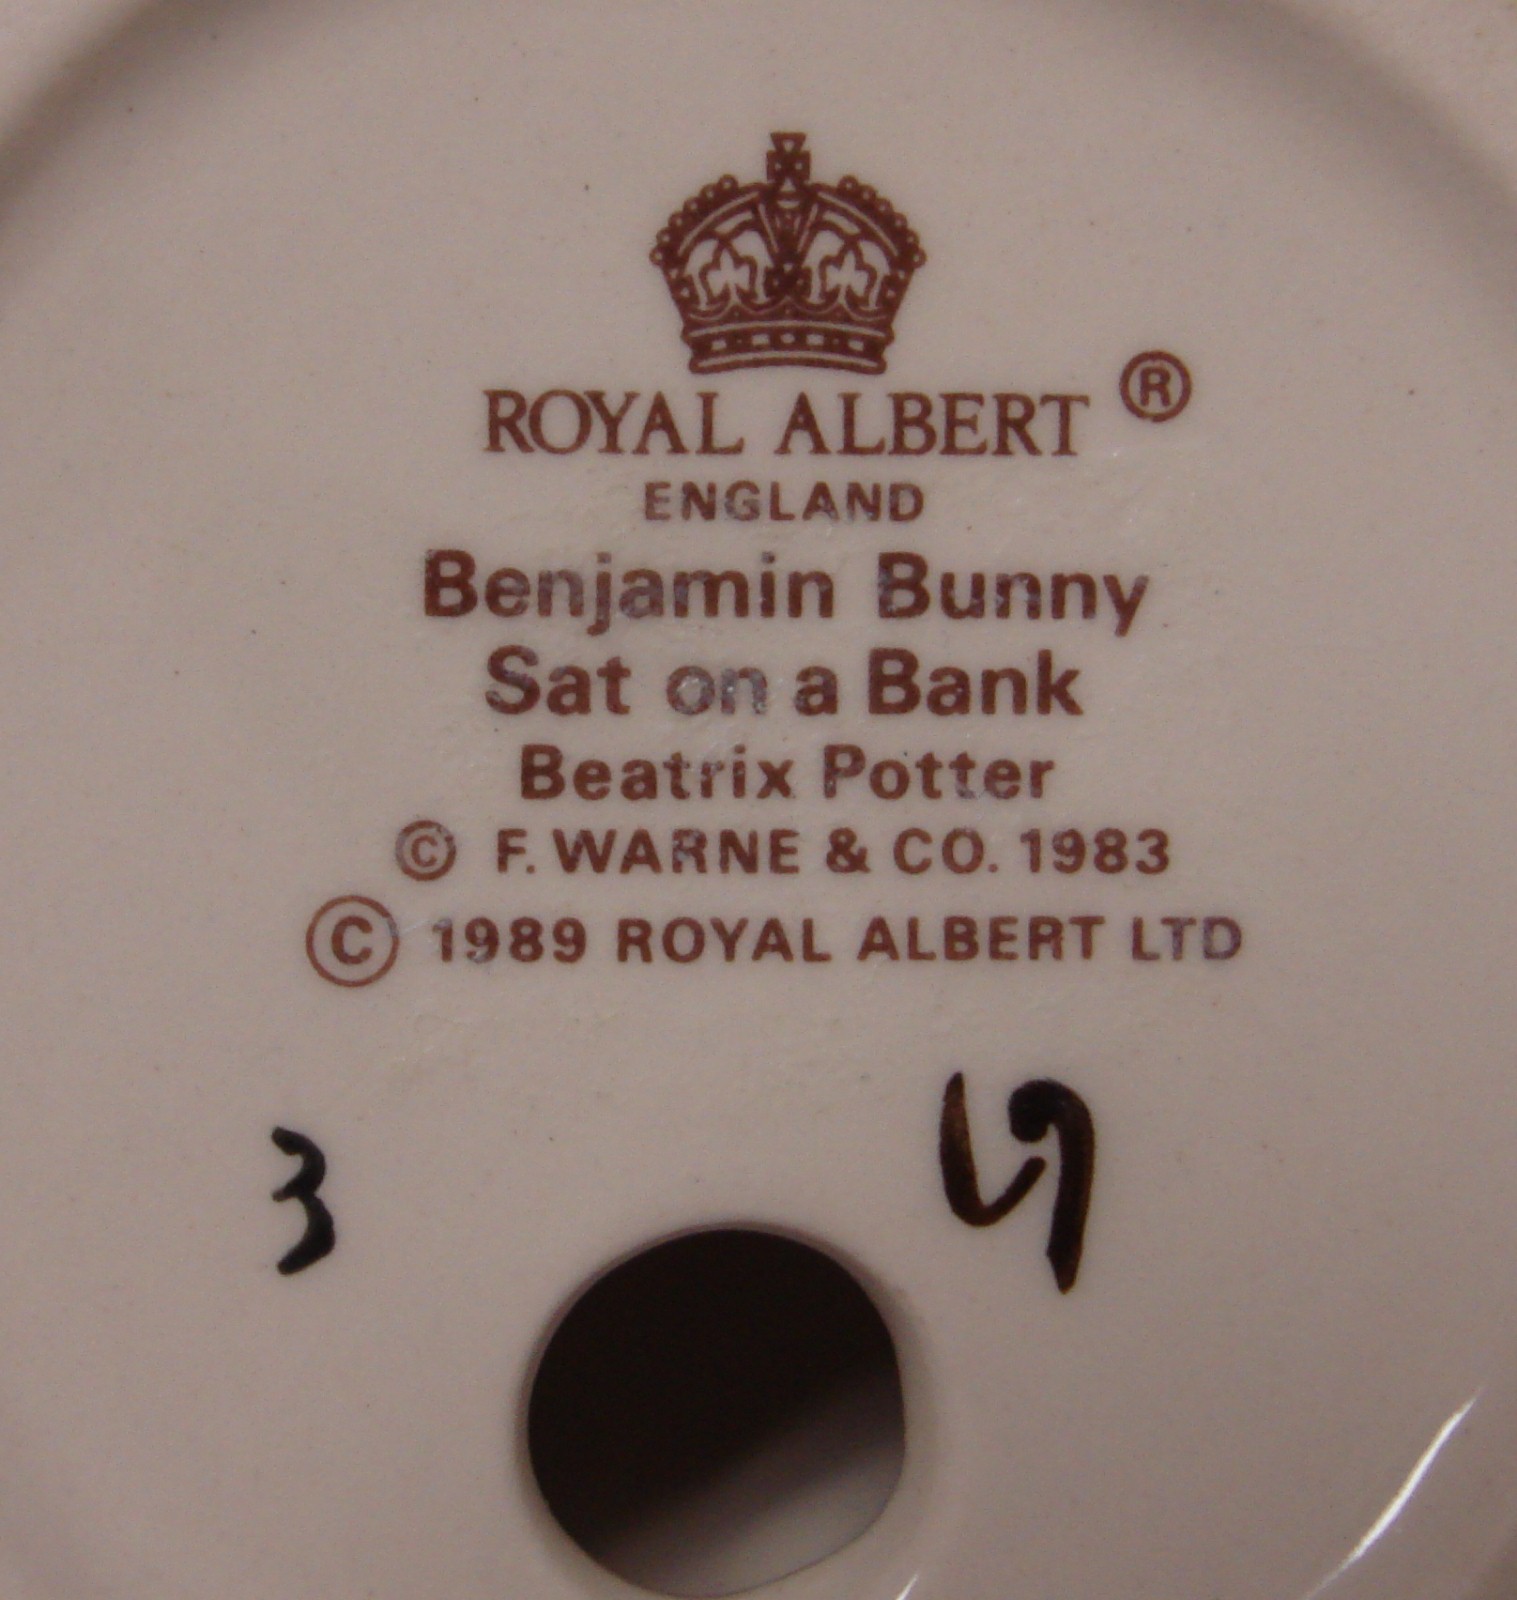 ROYAL ALBERT ®
ENGLAND
Benjamin Bunny
Sat on a Bank
Beatrix Potter
© F. WARNE & CO. 1983
© 1989 ROYAL ALBERT LTD
3